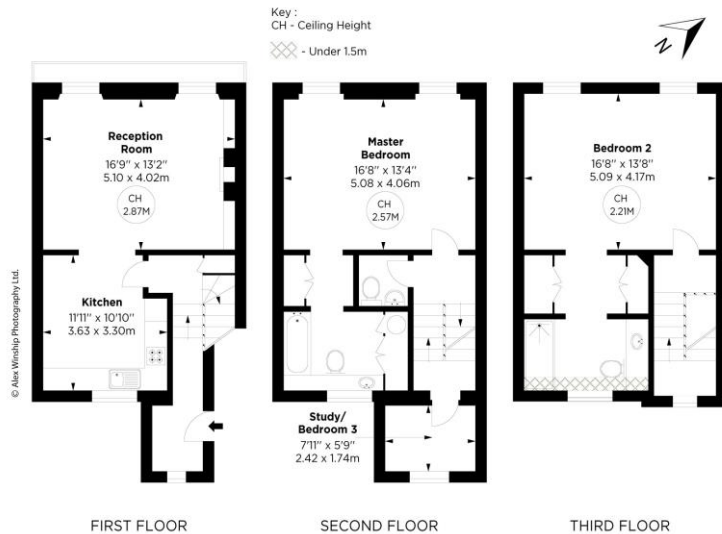 Key :
CH - Ceiling Height
- Under 1.5m
N
Reception
Room
16'9" x 13'2"
5.10 x 4.02m
CH
2.87M
Kitchen
11'11" x 10'10"
3.63 x 3.30m
© Alex Winship Photography Ltd.
FIRST FLOOR
Master
Bedroom
16'8" x 13'4"
5.08 x 4.06m
CH
2.57M
Study/
Bedroom 3
7'11" x 5'9"
2.42 x 1.74m
SECOND FLOOR
Bedroom 2
16'8" x 13'8"
5.09 x 4.17m
CH
2.21M
THIRD FLOOR